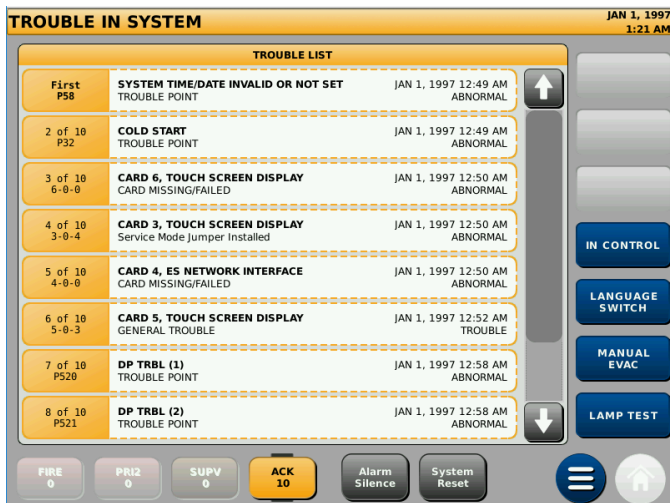 TROUBLE IN SYSTEM
JAN 1, 1997
1:21 AM
TROUBLE LIST
First
P58
SYSTEM TIME/DATE INVALID OR NOT SET
TROUBLE POINT
JAN 1, 1997 12:49 AM
ABNORMAL
2 of 10
P32
COLD START
TROUBLE POINT
JAN 1, 1997 12:49 AM
ABNORMAL
3 of 10
6-0-0
CARD 6, TOUCH SCREEN DISPLAY
CARD MISSING/FAILED
JAN 1, 1997 12:50 AM
ABNORMAL
4 of 10
3-0-4
CARD 3, TOUCH SCREEN DISPLAY
Service Mode Jumper Installed
JAN 1, 1997 12:50 AM
ABNORMAL
5 of 10
4-0-0
CARD 4, ES NETWORK INTERFACE
CARD MISSING/FAILED
JAN 1, 1997 12:50 AM
ABNORMAL
6 of 10
5-0-3
CARD 5, TOUCH SCREEN DISPLAY
GENERAL TROUBLE
JAN 1, 1997 12:52 AM
TROUBLE
7 of 10
P520
DP TRBL (1)
TROUBLE POINT
JAN 1, 1997 12:58 AM
ABNORMAL
8 of 10
P521
DP TRBL (2)
TROUBLE POINT
JAN 1, 1997 12:58 AM
ABNORMAL
IN CONTROL
LANGUAGE
SWITCH
MANUAL
EVAC
LAMP TEST
FIRE
0
PRI2
0
SUPV
0
ACK
10
Alarm
Silence
System
Reset